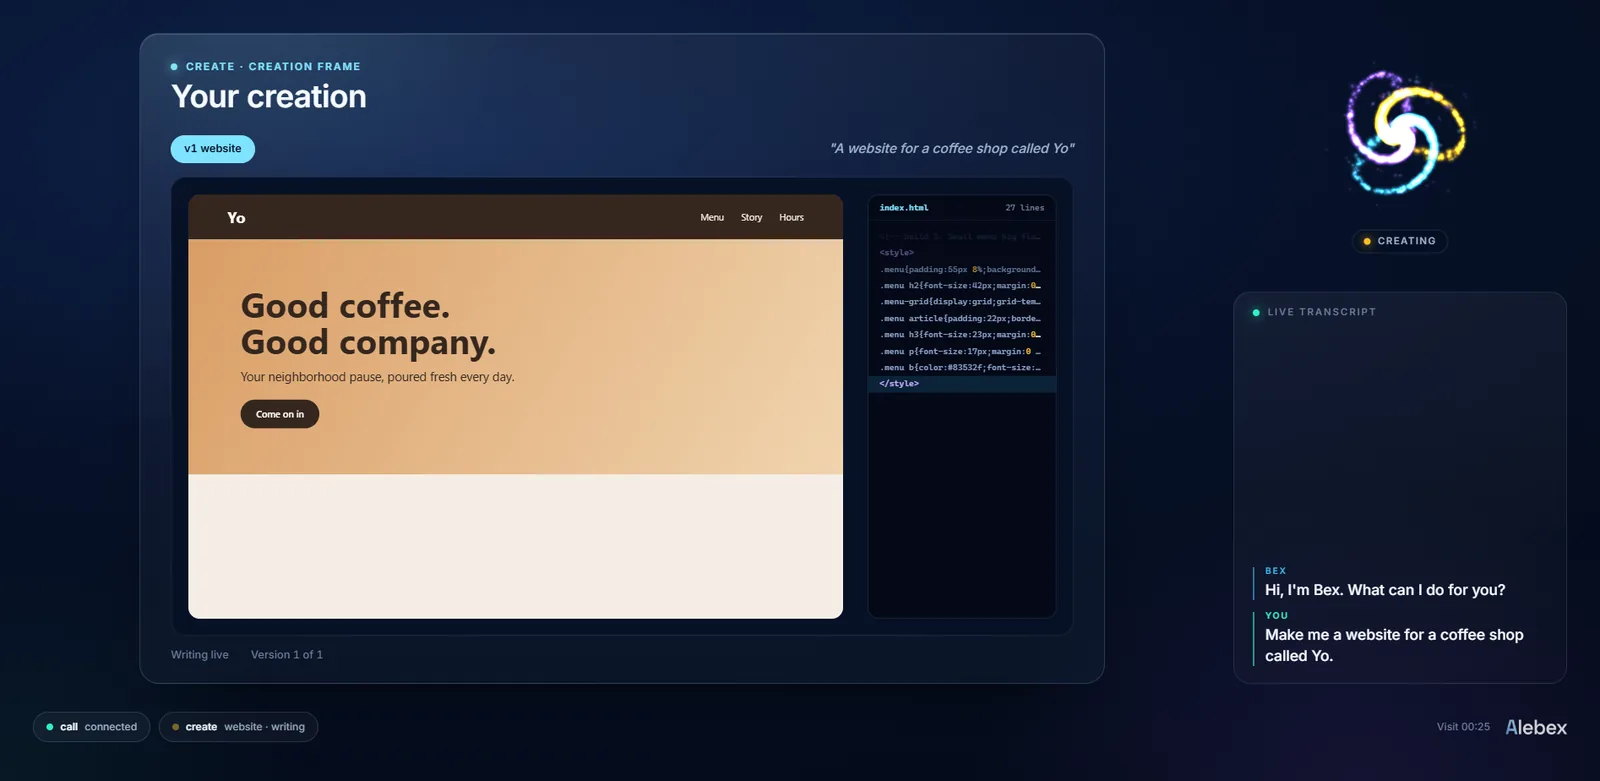 CREATE · CREATION FRAME
Your creation
v1 website
"A website for a coffee shop called Yo"
Yo
Menu Story Hours
Good coffee.
Good company.
Your neighborhood pause, poured fresh every day.
Come on in
index.html 27 lines
<style>
.menu{padding:55px 8%;background…
.menu h2{font-size:42px;margin:0…
.menu-grid{display:grid;grid-tem…
.menu article{padding:22px;borde…
.menu h3{font-size:23px;margin:0…
.menu p{font-size:17px;margin:0 …
.menu b{color:#83532f;font-size:…
</style>
Writing live Version 1 of 1
CREATING
LIVE TRANSCRIPT
BEX
Hi, I'm Bex. What can I do for you?
YOU
Make me a website for a coffee shop
called Yo.
call connected
create website · writing
Visit 00:25
Alebex